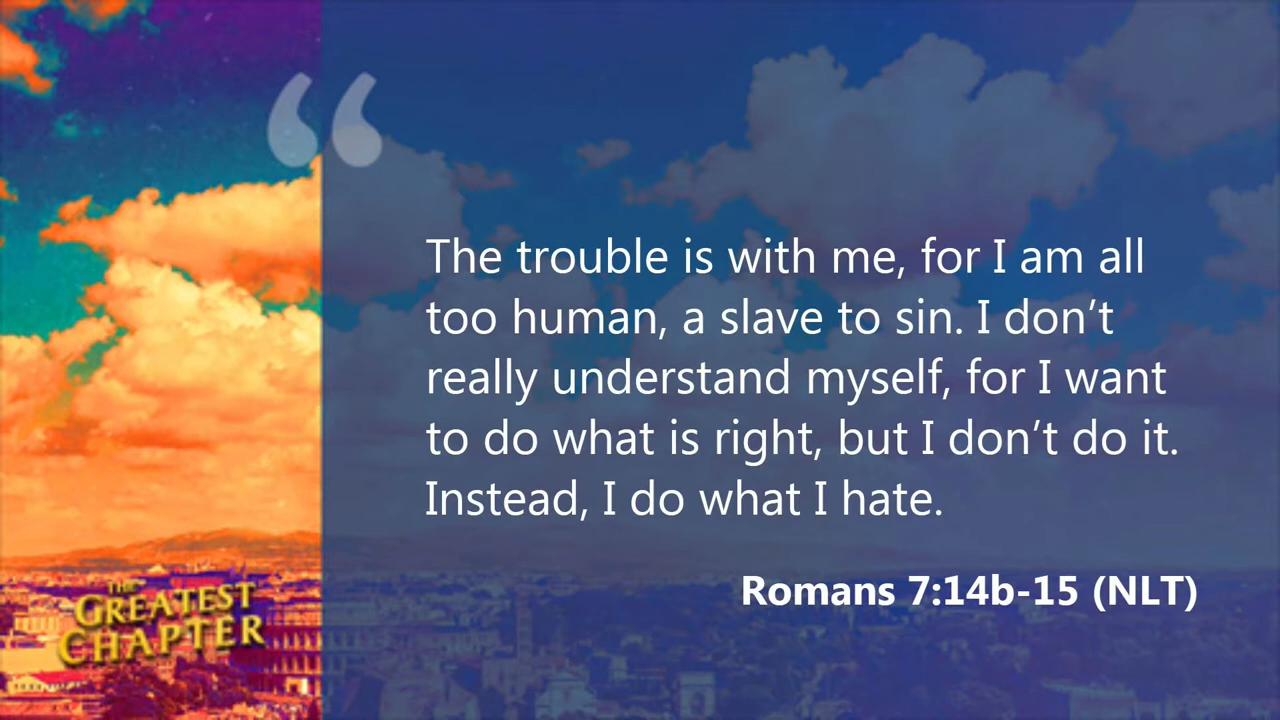 “
The trouble is with me, for I am all
too human, a slave to sin. I don’t
really understand myself, for I want
to do what is right, but I don’t do it.
Instead, I do what I hate.
Romans 7:14b-15 (NLT)
THE
GREATEST
CHAPTER